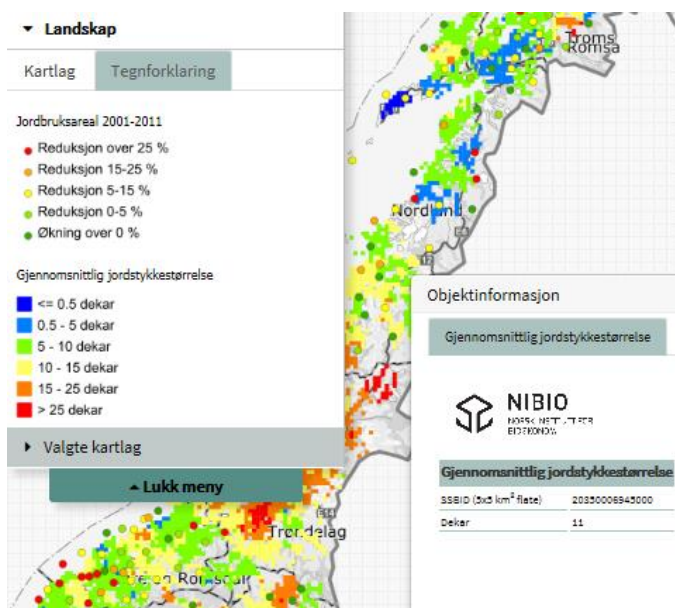 Landskap
Kartlag
Tegnforklaring
Jordbruksareal 2001-2011
Reduksjon over 25 %
Reduksjon 15-25 %
Reduksjon 5-15 %
Reduksjon 0-5 %
Økning over 0 %
Gjennomsnittlig jordstykkestørrelse
<= 0.5 dekar
0.5 - 5 dekar
5 - 10 dekar
10 - 15 dekar
15 - 25 dekar
> 25 dekar
Valgte kartlag
Lukk meny
Troms
Romsa
Nordland
Trøndelag
E14
Objektinformasjon
Gjennomsnittlig jordstykkestørrelse
NIBIO
Gjennomsnittlig jordstykkestørrelse
SSBID (5x5 km² flate) 20350006945000
Dekar 11